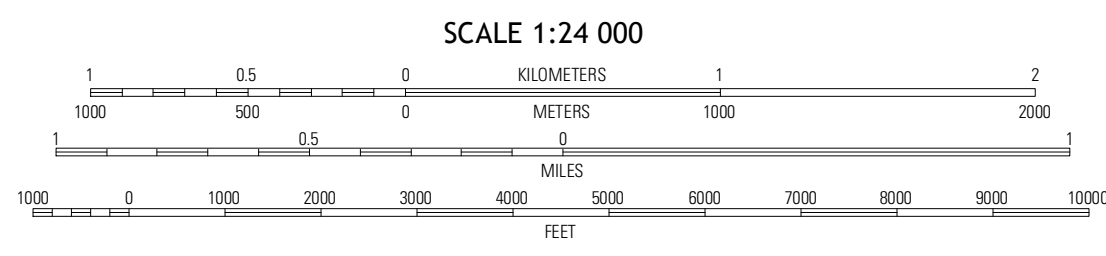 SCALE 1:24 000
1 0.5 0 KILOMETERS 1 2
1000 500 0 METERS 1000 2000
1 0.5 0 1
MILES
1000 0 1000 2000 3000 4000 5000 6000 7000 8000 9000 10000
FEET